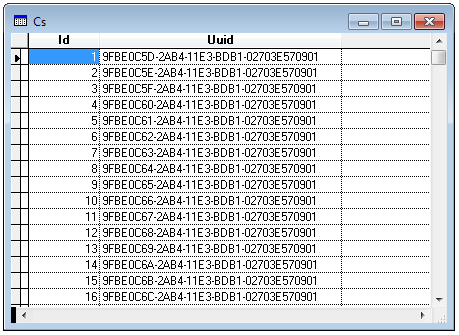 Cs
Id Uuid
1 9FBE0C5D-2AB4-11E3-BDB1-02703E570901
2 9FBE0C5E-2AB4-11E3-BDB1-02703E570901
3 9FBE0C5F-2AB4-11E3-BDB1-02703E570901
4 9FBE0C60-2AB4-11E3-BDB1-02703E570901
5 9FBE0C61-2AB4-11E3-BDB1-02703E570901
6 9FBE0C62-2AB4-11E3-BDB1-02703E570901
7 9FBE0C63-2AB4-11E3-BDB1-02703E570901
8 9FBE0C64-2AB4-11E3-BDB1-02703E570901
9 9FBE0C65-2AB4-11E3-BDB1-02703E570901
10 9FBE0C66-2AB4-11E3-BDB1-02703E570901
11 9FBE0C67-2AB4-11E3-BDB1-02703E570901
12 9FBE0C68-2AB4-11E3-BDB1-02703E570901
13 9FBE0C69-2AB4-11E3-BDB1-02703E570901
14 9FBE0C6A-2AB4-11E3-BDB1-02703E570901
15 9FBE0C6B-2AB4-11E3-BDB1-02703E570901
16 9FBE0C6C-2AB4-11E3-BDB1-02703E570901